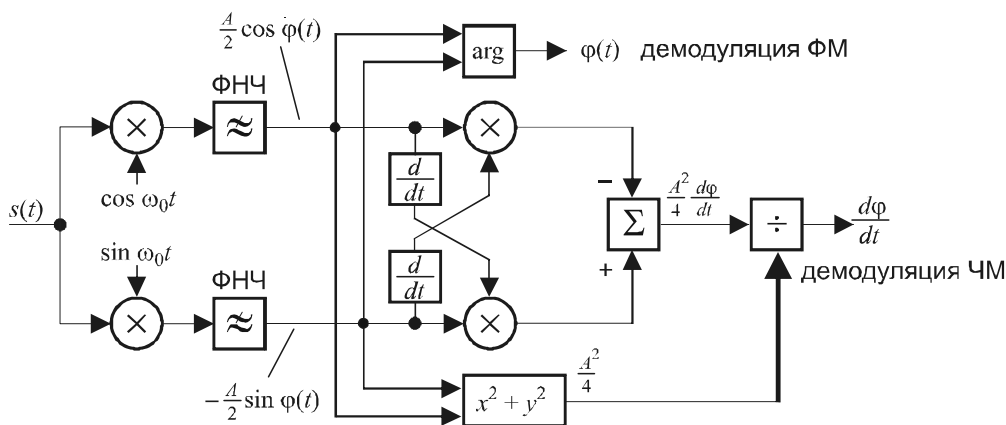 A/2 cos φ(t)
arg
φ(t) демодуляция ФМ
ФНЧ
≈
×
×
cos ω₀t
d/dt
s(t)
−
Σ
A²/4 dφ/dt
÷
dφ/dt
sin ω₀t
d/dt
+
демодуляция ЧМ
ФНЧ
×
≈
×
−A/2 sin φ(t)
x² + y²
A²/4